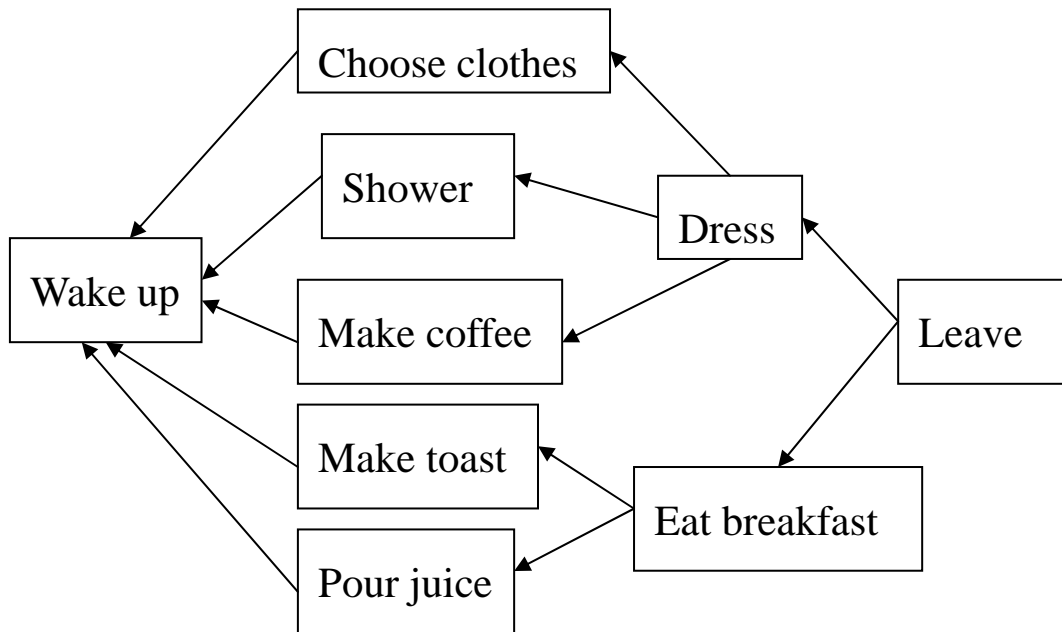 Choose clothes
Shower
Dress
Wake up
Make coffee
Leave
Make toast
Eat breakfast
Pour juice